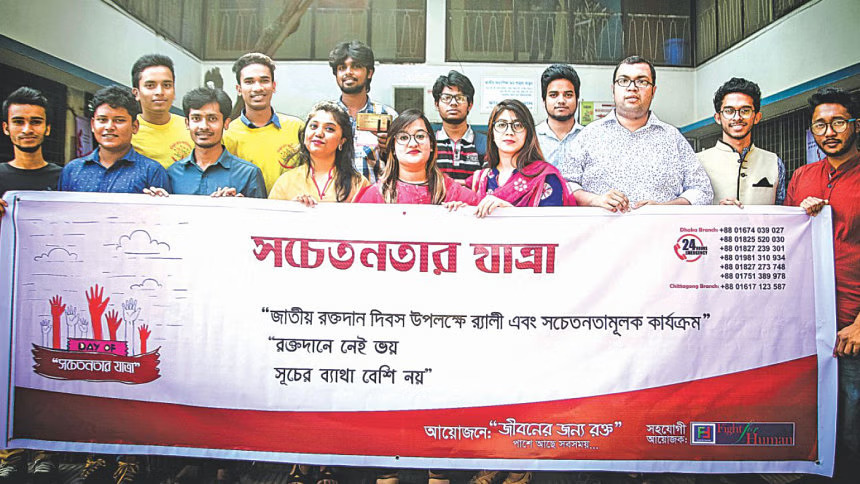 সচেতনতার যাত্রা
Dhaka Branch: +88 01674 039 027
+88 01825 520 030
+88 01827 239 301
+88 01981 310 934
+88 01827 273 748
+88 01751 389 978
Chittagong Branch: +88 01617 123 587
24 HOURS
EMERGENCY
"জাতীয় রক্তদান দিবস উপলক্ষে র‍্যালী এবং সচেতনতামূলক কার্যক্রম"
"রক্তদানে নেই ভয়
সূচের ব্যাথা বেশি নয়"
DAY OF
"সচেতনতার যাত্রা"
আয়োজনে: "জীবনের জন্য রক্ত"
পাশে আছে সবসময়...
সহযোগী
আয়োজক:
Fight for Human